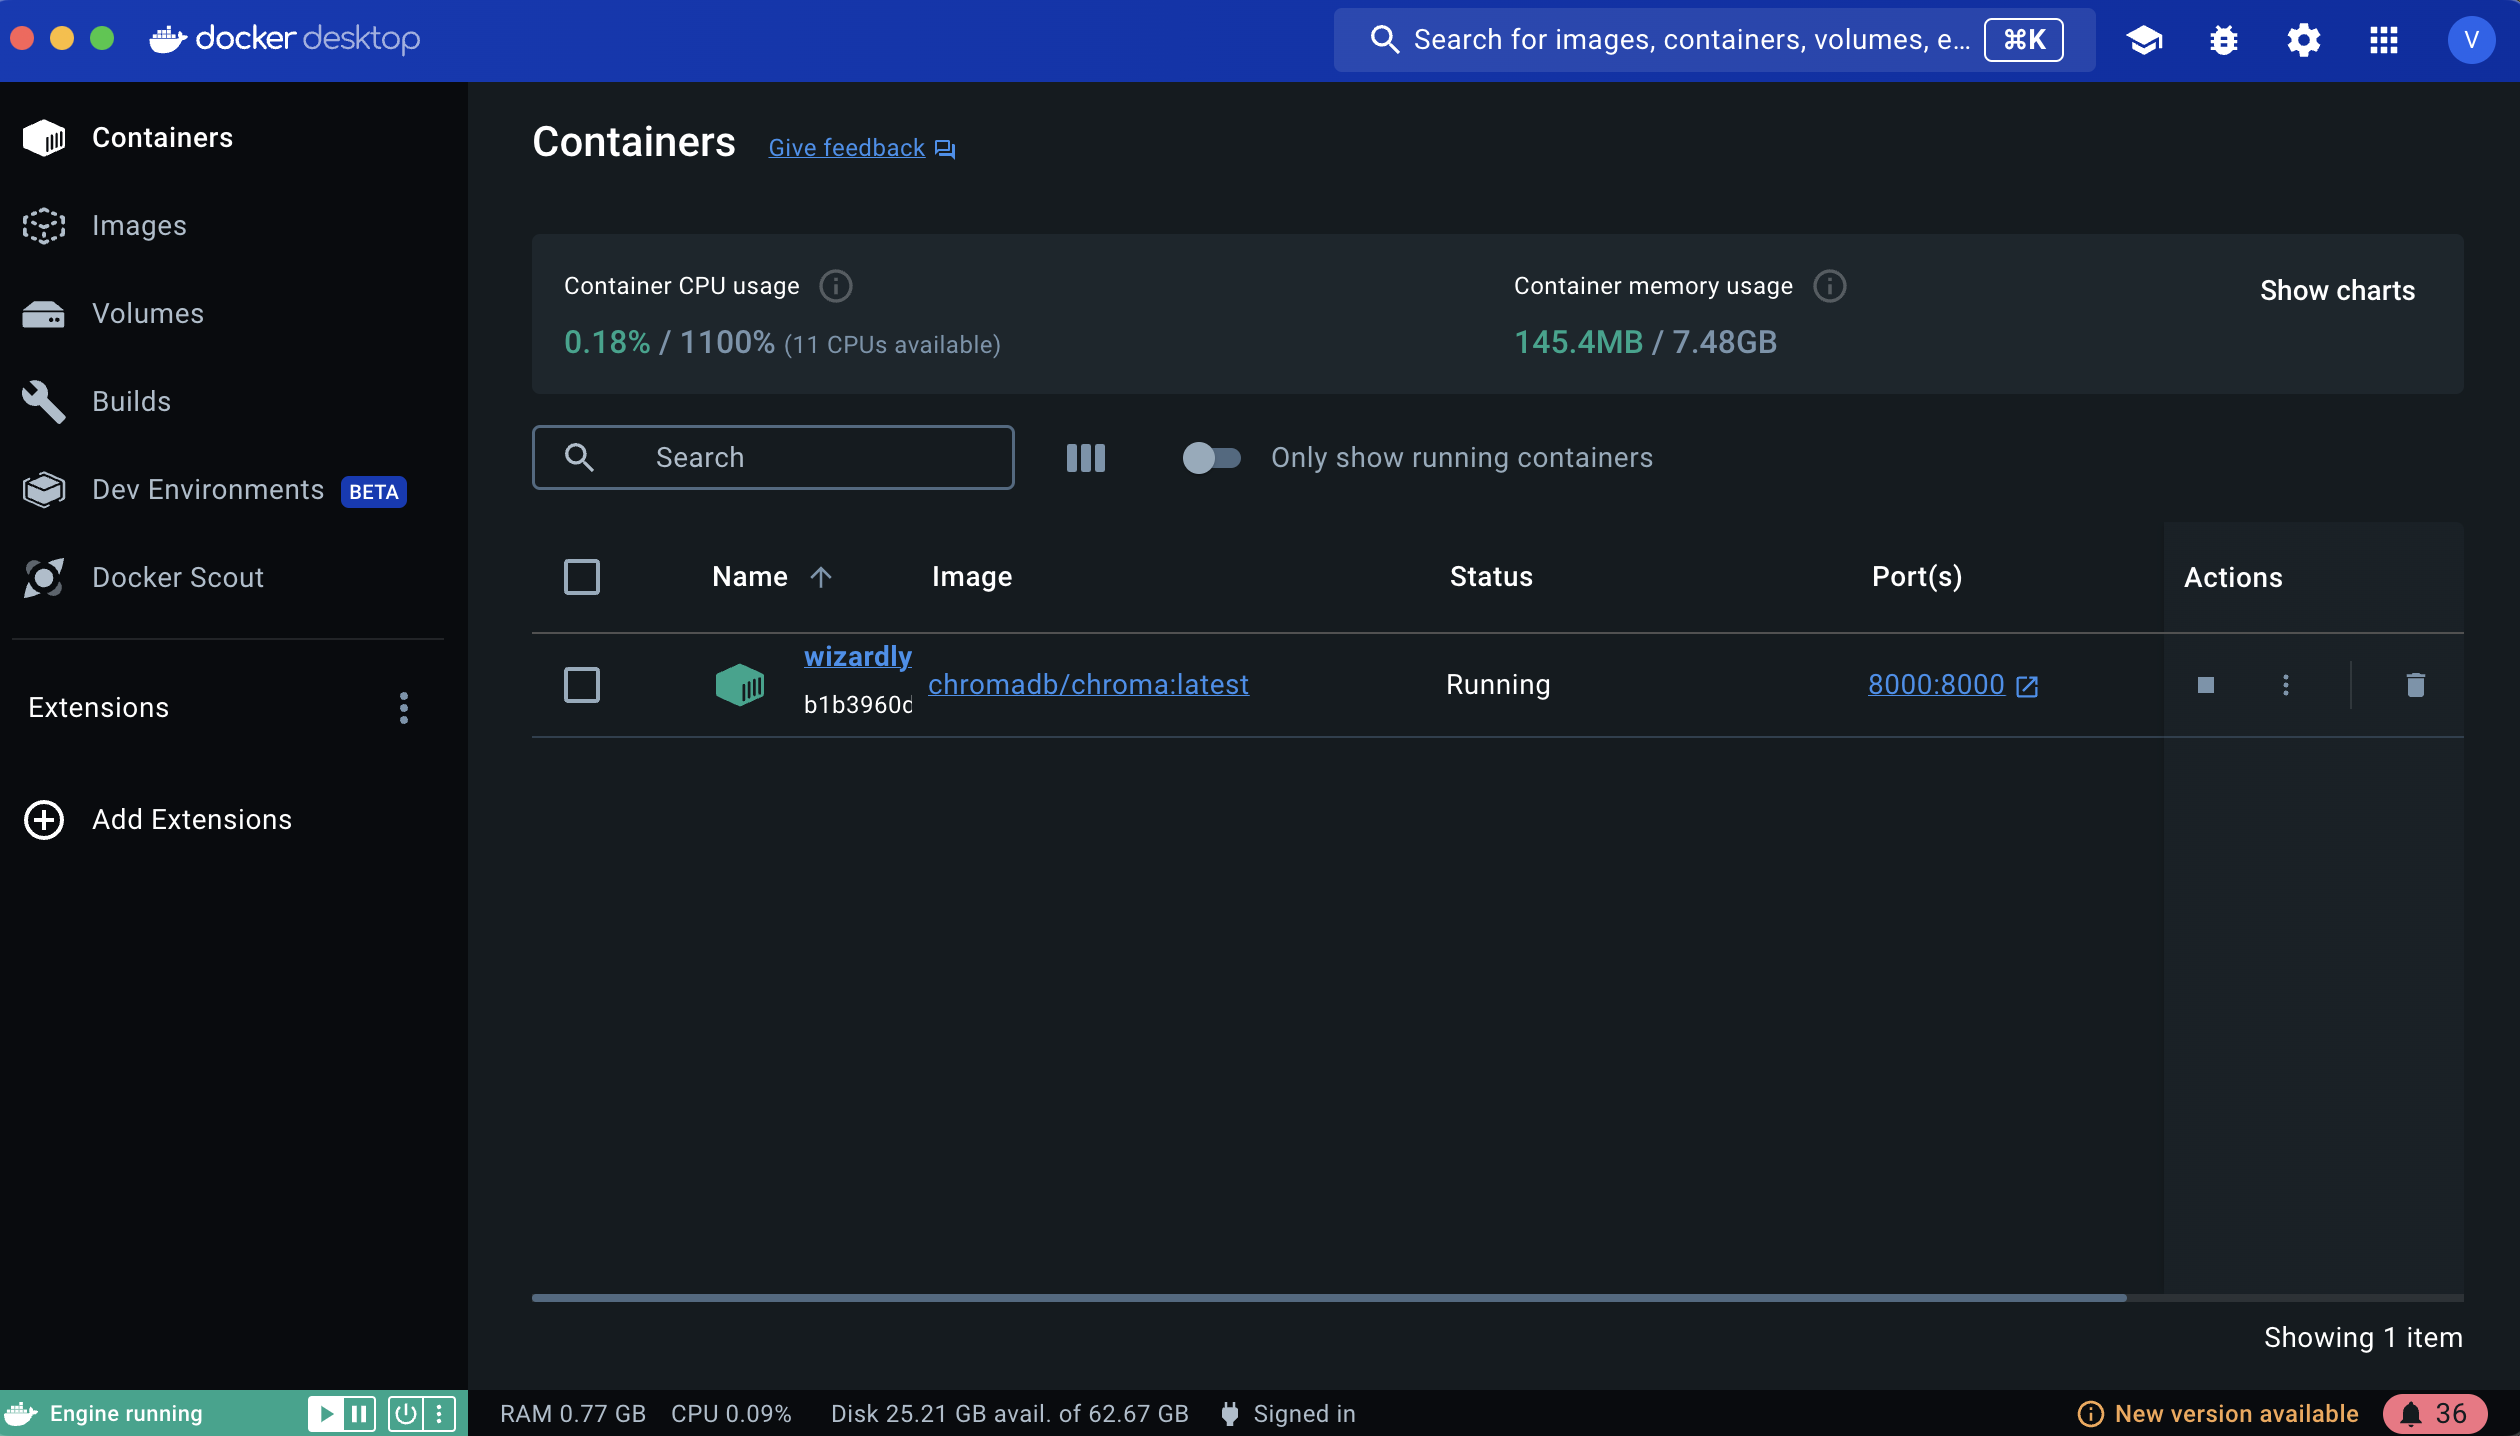 docker desktop
Search for images, containers, volumes, e... ⌘K
V
Containers
Images
Volumes
Builds
Dev Environments BETA
Docker Scout
Extensions
Add Extensions
Containers Give feedback
Container CPU usage
0.18% / 1100% (11 CPUs available)
Container memory usage
145.4MB / 7.48GB
Show charts
Search
Only show running containers
Name Image Status Port(s) Actions
wizardly
b1b3960d
chromadb/chroma:latest Running 8000:8000
Showing 1 item
Engine running
RAM 0.77 GB CPU 0.09% Disk 25.21 GB avail. of 62.67 GB Signed in
New version available 36